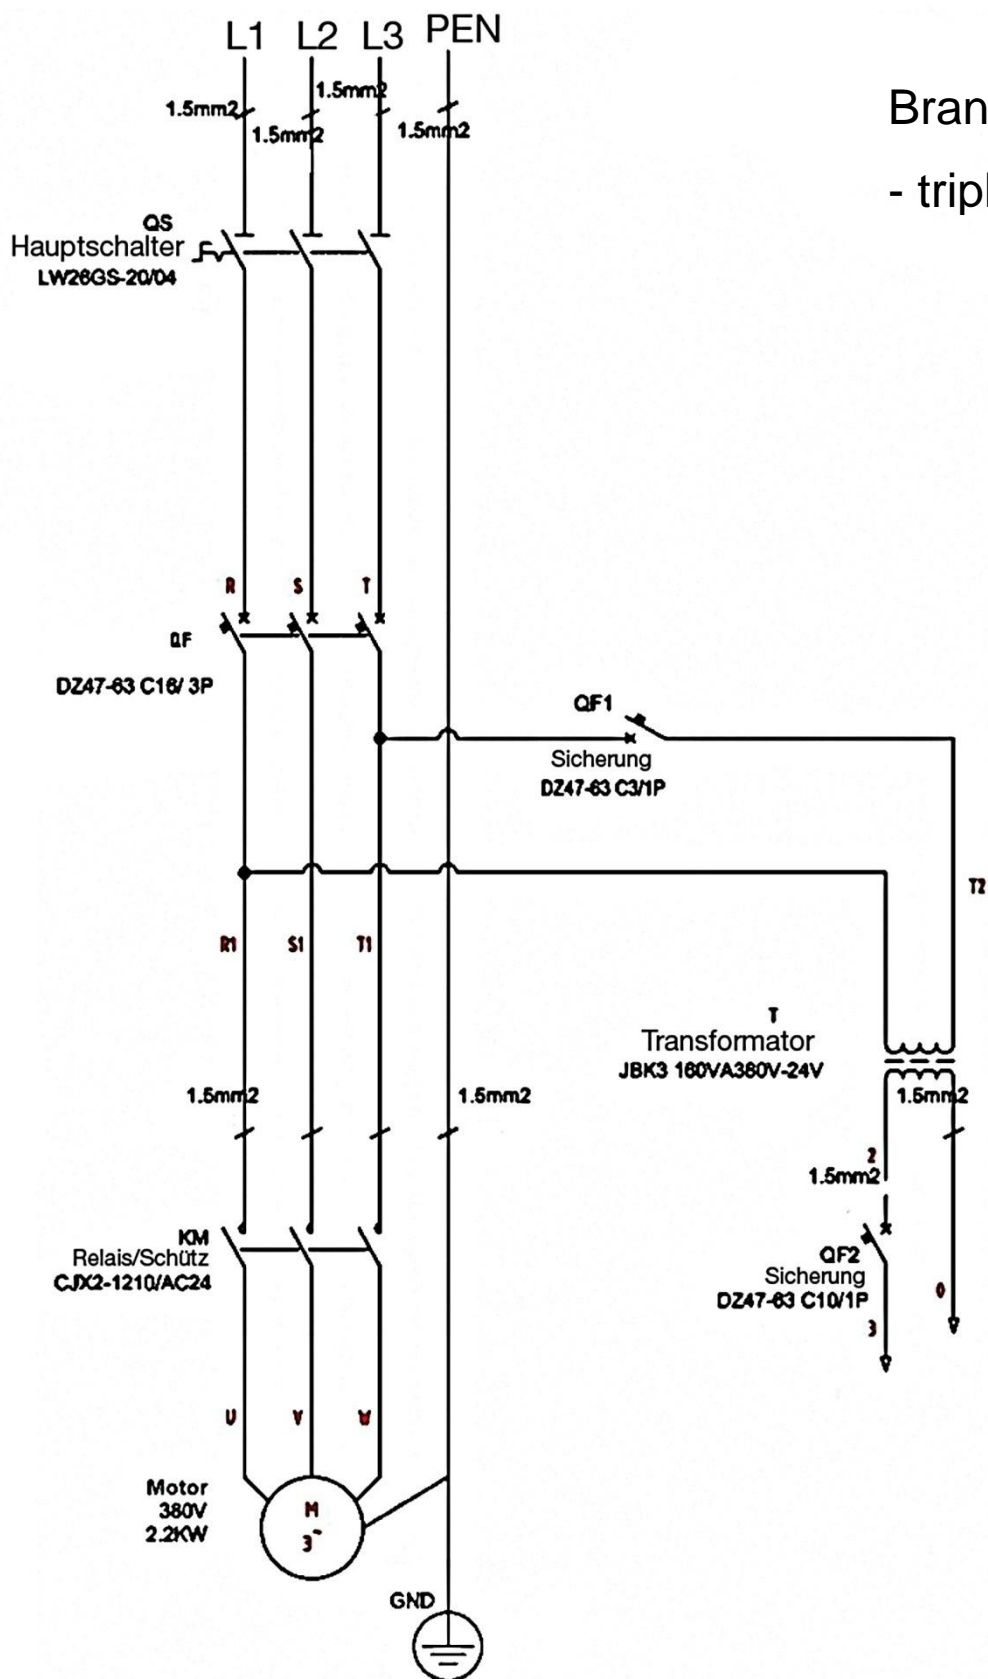 L1 L2 L3 PEN
1.5mm2
1.5mm2
1.5mm2
1.5mm2
Bran
- tripl
QS
Hauptschalter
LW26GS-20/04
R S T
QF
DZ47-63 C16/ 3P
QF1
Sicherung
DZ47-63 C3/1P
T2
R1 S1 T1
T
Transformator
JBK3 160VA380V-24V
1.5mm2
1.5mm2
1.5mm2
2
1.5mm2
KM
Relais/Schütz
CJX2-1210/AC24
QF2
Sicherung
DZ47-63 C10/1P
0
3
U V W
Motor
380V
2.2KW
M
3~
GND